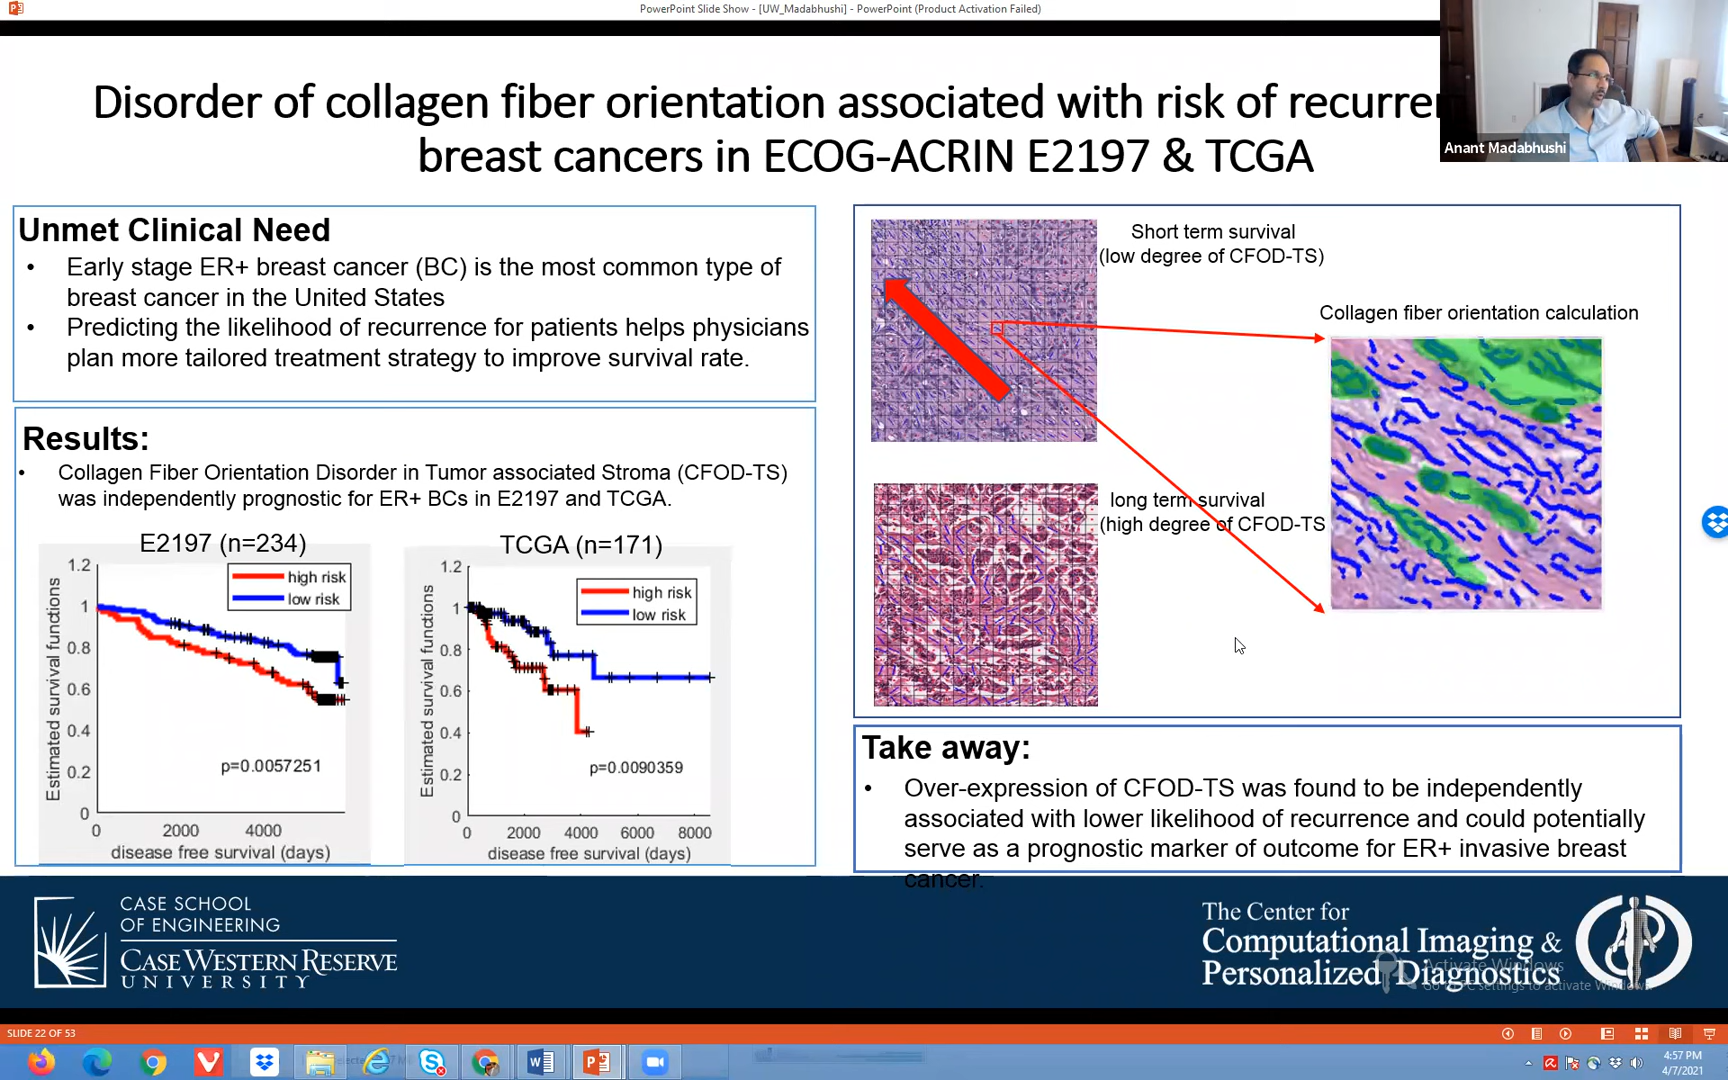 PowerPoint Slide Show - [UW_Madabhushi] - PowerPoint (Product Activation Failed)
Disorder of collagen fiber orientation associated with risk of recurren
breast cancers in ECOG-ACRIN E2197 & TCGA
Anant Madabhushi
Unmet Clinical Need
• Early stage ER+ breast cancer (BC) is the most common type of
breast cancer in the United States
• Predicting the likelihood of recurrence for patients helps physicians
plan more tailored treatment strategy to improve survival rate.
Results:
• Collagen Fiber Orientation Disorder in Tumor associated Stroma (CFOD-TS)
was independently prognostic for ER+ BCs in E2197 and TCGA.
E2197 (n=234)
Estimated survival functions
1.2
1
0.8
0.6
0.4
0.2
0
high risk
low risk
p=0.0057251
0 2000 4000
disease free survival (days)
TCGA (n=171)
Estimated survival functions
1.2
1
0.8
0.6
0.4
0.2
0
high risk
low risk
p=0.0090359
0 2000 4000 6000 8000
disease free survival (days)
Short term survival
(low degree of CFOD-TS)
Collagen fiber orientation calculation
long term survival
(high degree of CFOD-TS
Take away:
• Over-expression of CFOD-TS was found to be independently
associated with lower likelihood of recurrence and could potentially
serve as a prognostic marker of outcome for ER+ invasive breast
cancer.
CASE SCHOOL
OF ENGINEERING
CASE WESTERN RESERVE
UNIVERSITY
The Center for
Computational Imaging &
Personalized Diagnostics
Activate Windows
Go to PC settings to activate Windows
SLIDE 22 OF 53
4:57 PM
4/7/2021